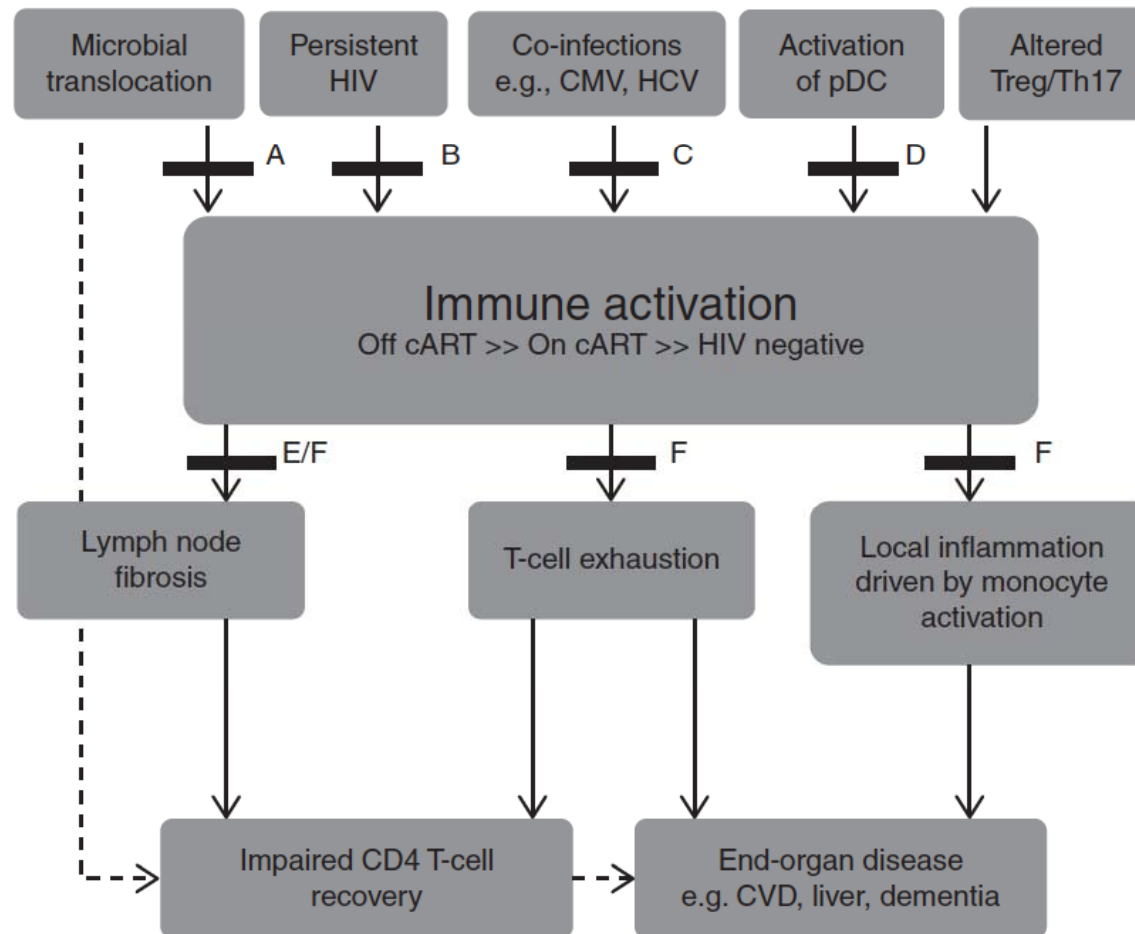 Microbial
translocation
Persistent
HIV
Co-infections
e.g., CMV, HCV
Activation
of pDC
Altered
Treg/Th17
A
B
C
D
Immune activation
Off cART >> On cART >> HIV negative
E/F
F
F
Lymph node
fibrosis
T-cell exhaustion
Local inflammation
driven by monocyte
activation
Impaired CD4 T-cell
recovery
End-organ disease
e.g. CVD, liver, dementia